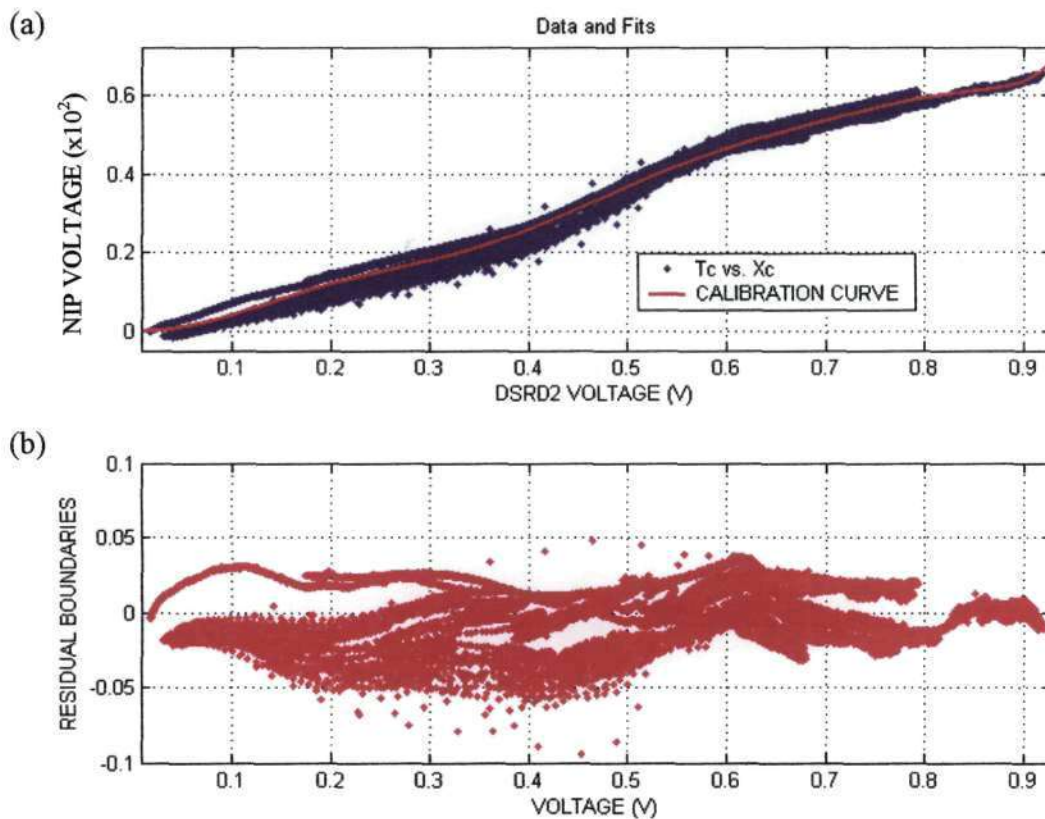 (a)
Data and Fits
NIP VOLTAGE (x10²)
0.6
0.4
0.2
0
Tc vs. Xc
CALIBRATION CURVE
0.1 0.2 0.3 0.4 0.5 0.6 0.7 0.8 0.9
DSRD2 VOLTAGE (V)
(b)
RESIDUAL BOUNDARIES
0.1
0.05
0
-0.05
-0.1
0.1 0.2 0.3 0.4 0.5 0.6 0.7 0.8 0.9
VOLTAGE (V)